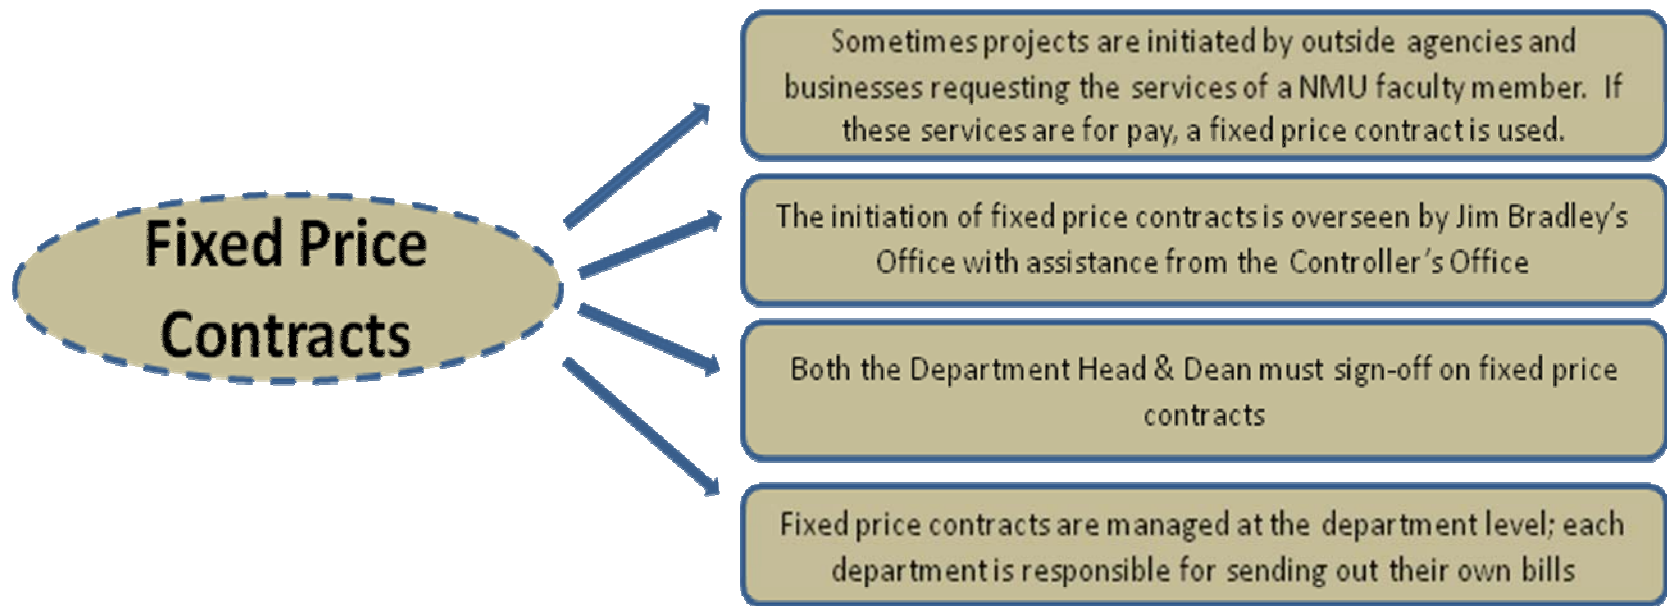 Fixed Price
Contracts
Sometimes projects are initiated by outside agencies and
businesses requesting the services of a NMU faculty member.  If
these services are for pay, a fixed price contract is used.
The initiation of fixed price contracts is overseen by Jim Bradley’s
Office with assistance from the Controller’s Office
Both the Department Head & Dean must sign-off on fixed price
contracts
Fixed price contracts are managed at the department level; each
department is responsible for sending out their own bills